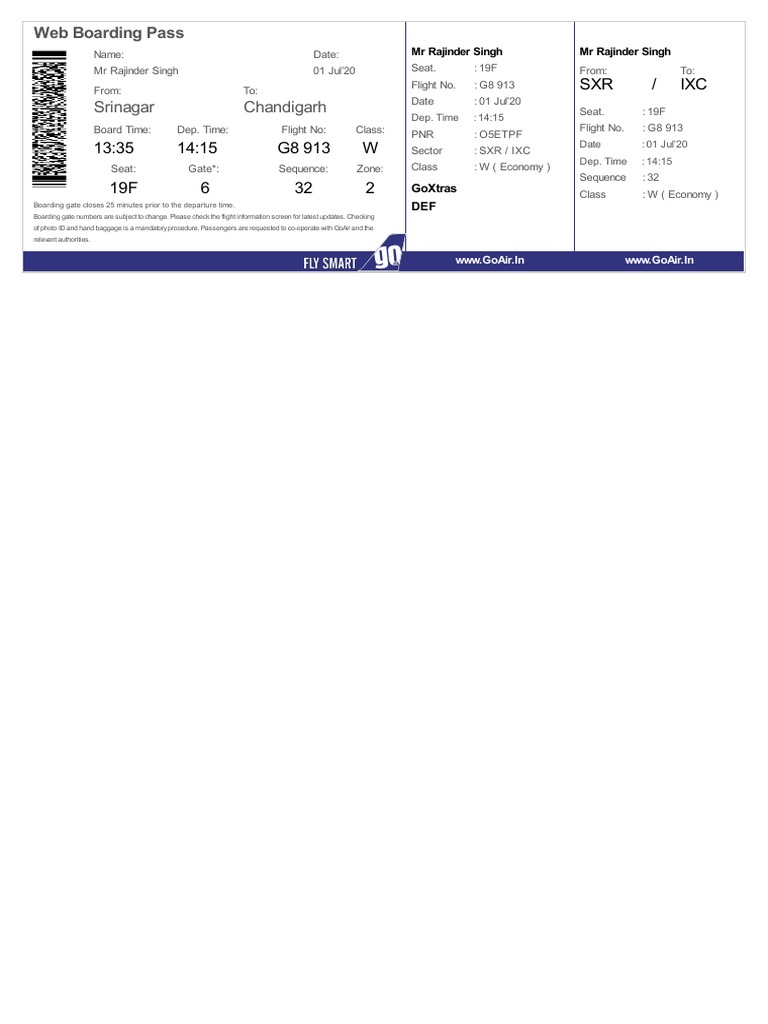 Web Boarding Pass
Name: Date:
Mr Rajinder Singh 01 Jul'20
From: To:
Srinagar Chandigarh
Board Time: Dep. Time: Flight No: Class:
13:35 14:15 G8 913 W
Seat: Gate*: Sequence: Zone:
19F 6 32 2
Boarding gate closes 25 minutes prior to the departure time.
Boarding gate numbers are subject to change. Please check the flight information screen for latest updates. Checking
of photo ID and hand baggage is a mandatory procedure. Passengers are requested to co-operate with GoAir and the
relevant authorities.
FLY SMART go
Mr Rajinder Singh
Seat. : 19F
Flight No. : G8 913
Date : 01 Jul'20
Dep. Time : 14:15
PNR : O5ETPF
Sector : SXR / IXC
Class : W ( Economy )
GoXtras
DEF
www.GoAir.In
Mr Rajinder Singh
From: To:
SXR / IXC
Seat. : 19F
Flight No. : G8 913
Date : 01 Jul'20
Dep. Time : 14:15
Sequence : 32
Class : W ( Economy )
www.GoAir.In